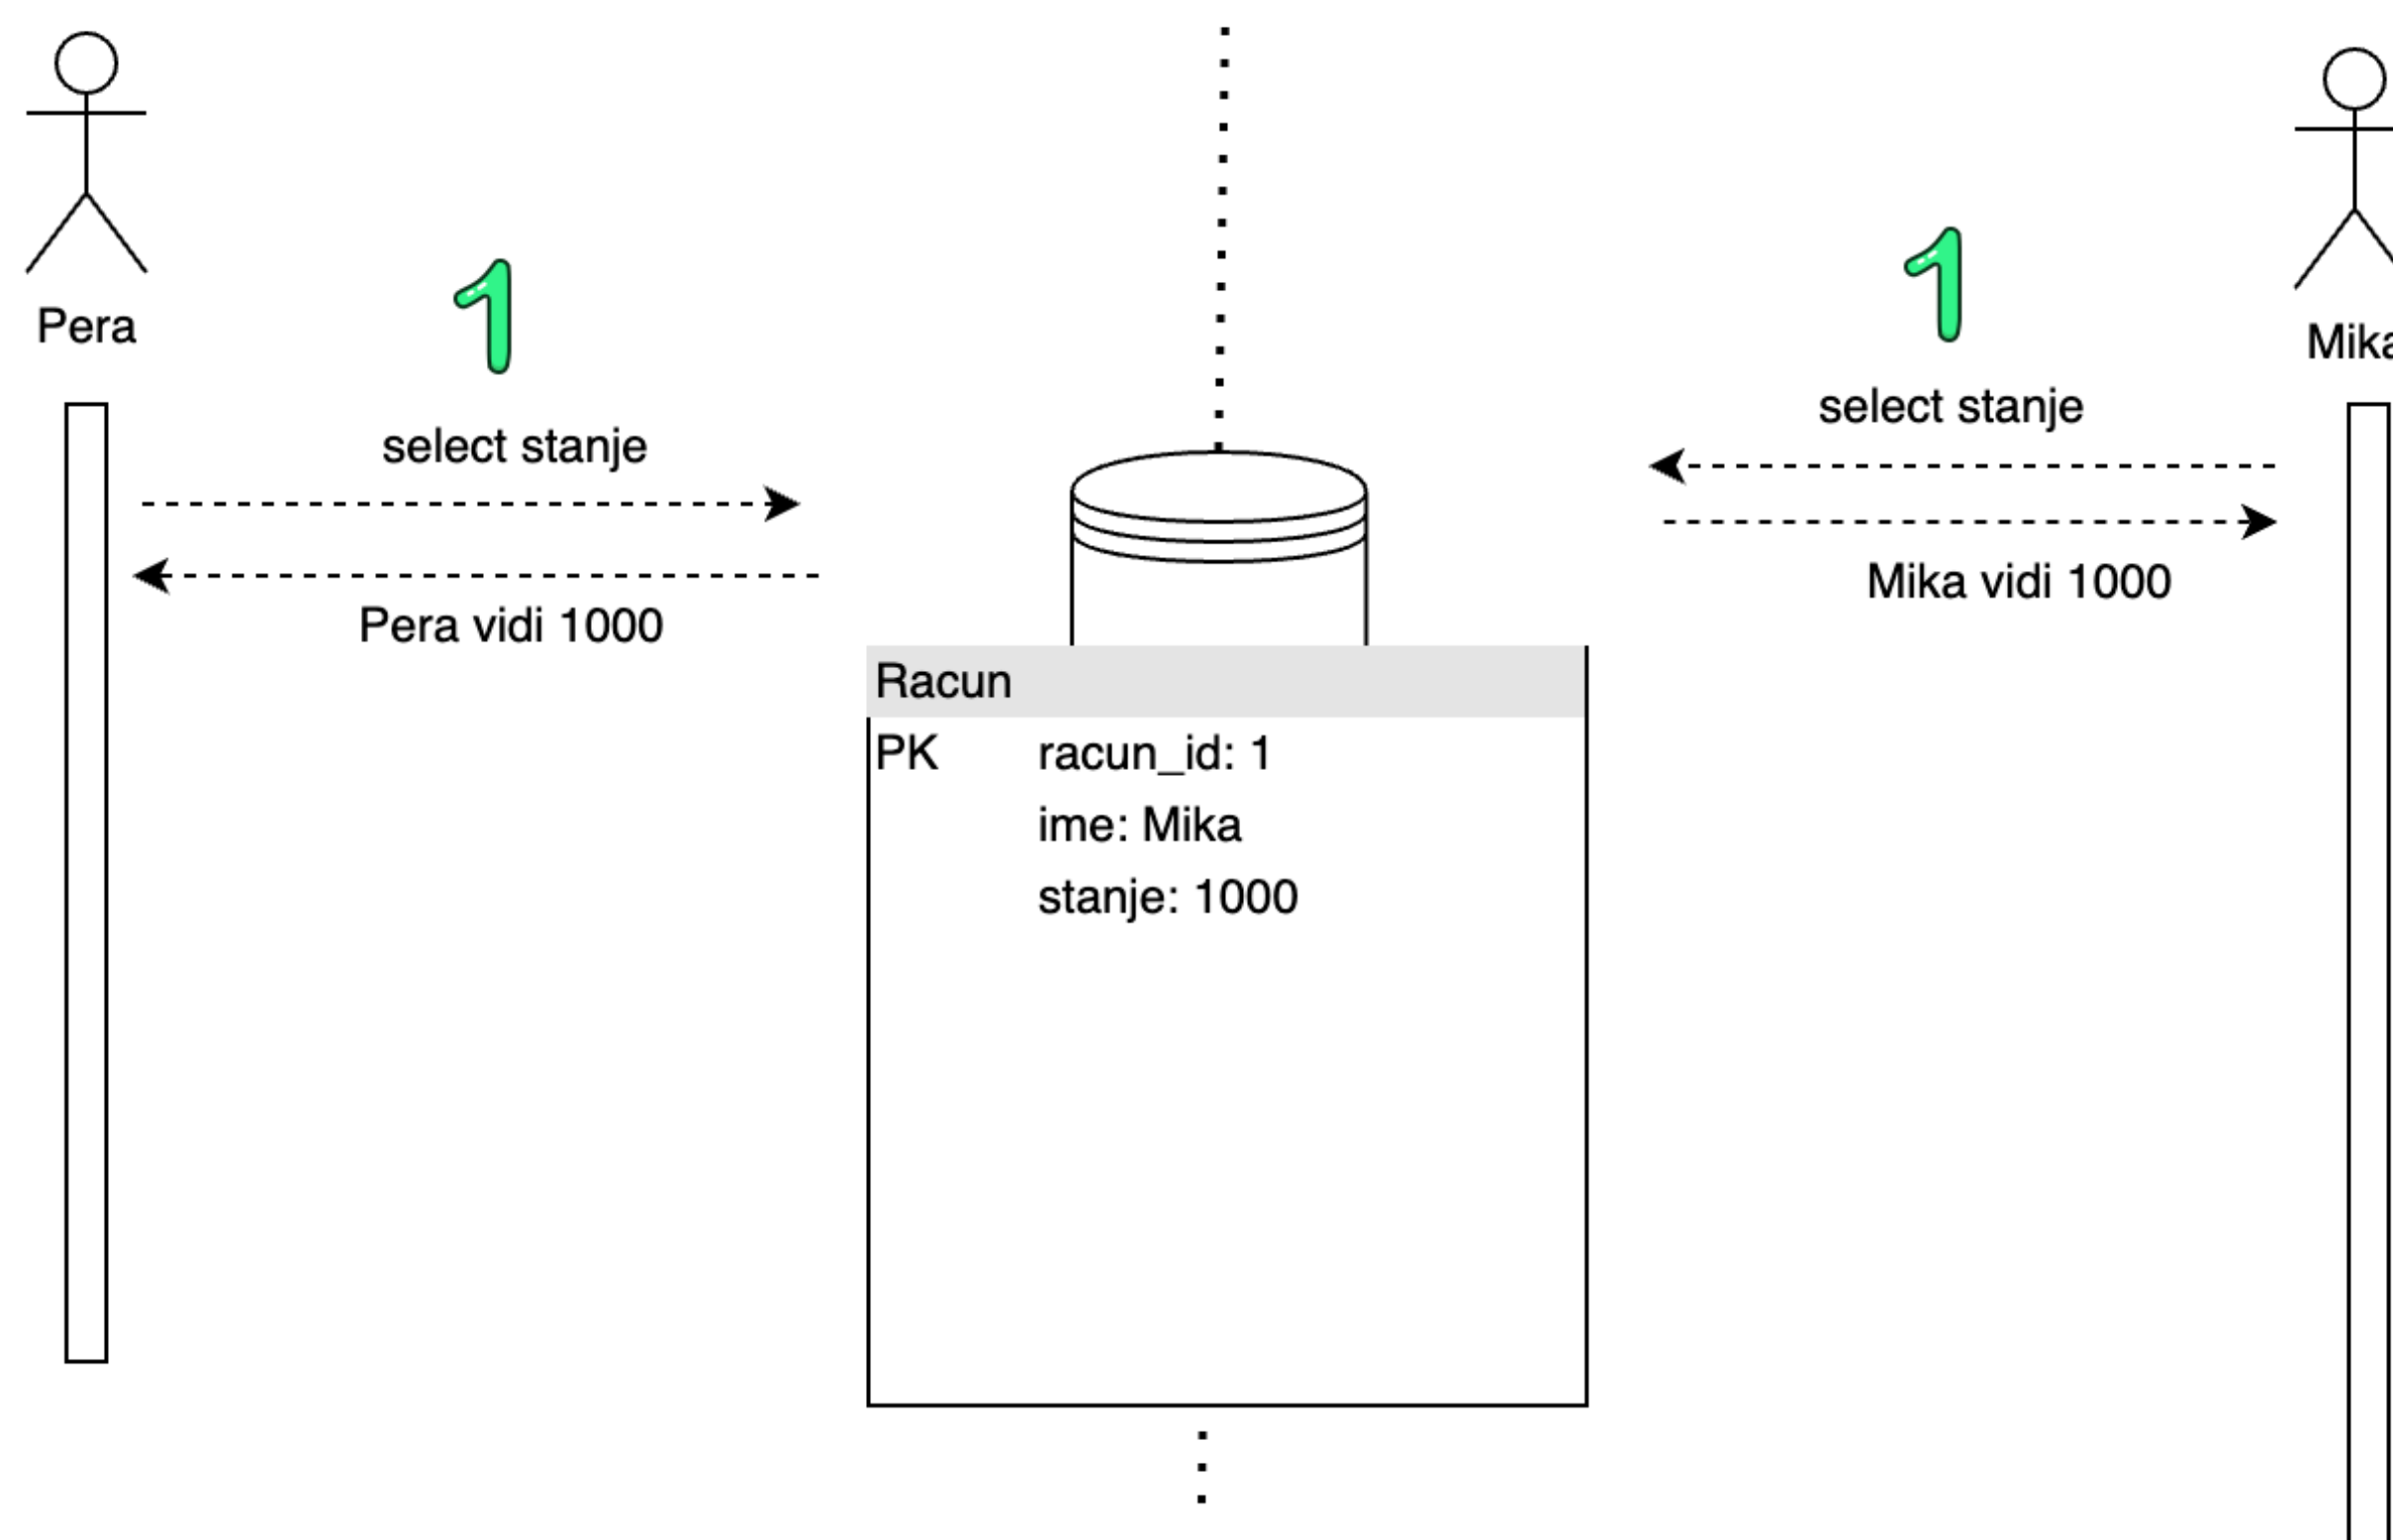 Pera
1
select stanje
Pera vidi 1000
Racun
PK racun_id: 1
ime: Mika
stanje: 1000
1
select stanje
Mika vidi 1000
Mika